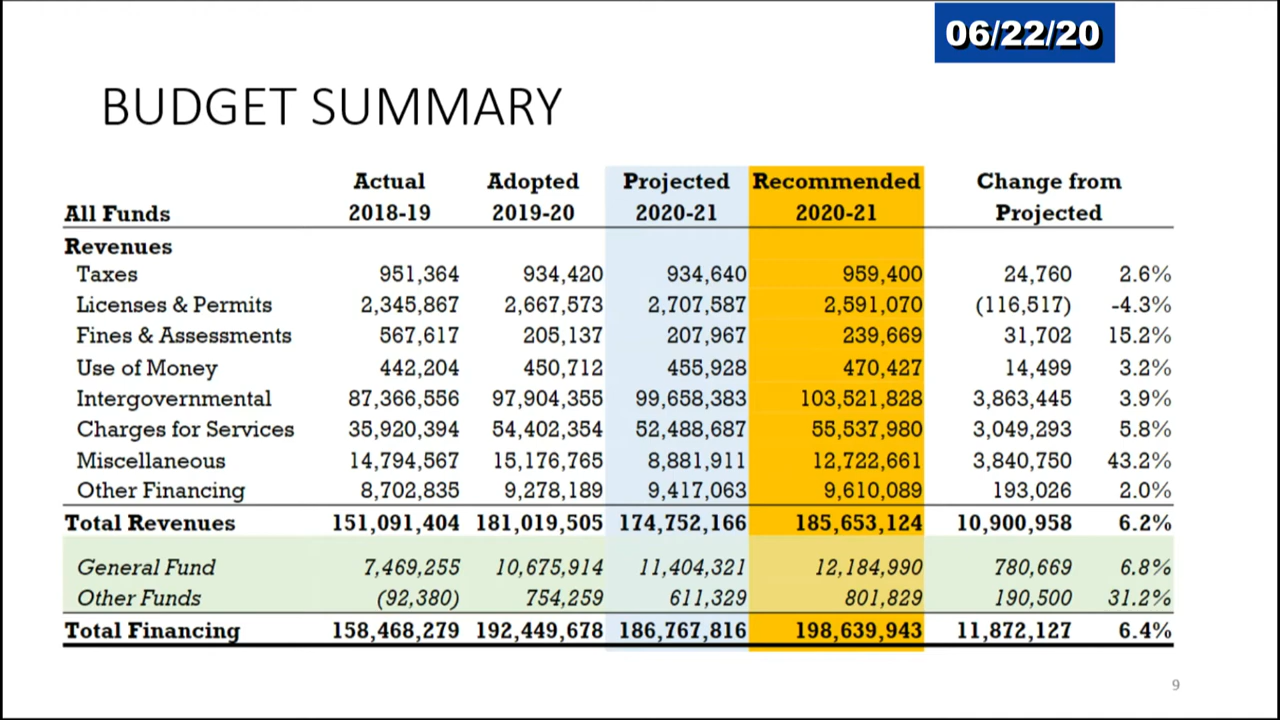 06/22/20
BUDGET SUMMARY
Actual Adopted Projected Recommended Change from
All Funds 2018-19 2019-20 2020-21 2020-21 Projected
Revenues
Taxes 951,364 934,420 934,640 959,400 24,760 2.6%
Licenses & Permits 2,345,867 2,667,573 2,707,587 2,591,070 (116,517) -4.3%
Fines & Assessments 567,617 205,137 207,967 239,669 31,702 15.2%
Use of Money 442,204 450,712 455,928 470,427 14,499 3.2%
Intergovernmental 87,366,556 97,904,355 99,658,383 103,521,828 3,863,445 3.9%
Charges for Services 35,920,394 54,402,354 52,488,687 55,537,980 3,049,293 5.8%
Miscellaneous 14,794,567 15,176,765 8,881,911 12,722,661 3,840,750 43.2%
Other Financing 8,702,835 9,278,189 9,417,063 9,610,089 193,026 2.0%
Total Revenues 151,091,404 181,019,505 174,752,166 185,653,124 10,900,958 6.2%
General Fund 7,469,255 10,675,914 11,404,321 12,184,990 780,669 6.8%
Other Funds (92,380) 754,259 611,329 801,829 190,500 31.2%
Total Financing 158,468,279 192,449,678 186,767,816 198,639,943 11,872,127 6.4%
9